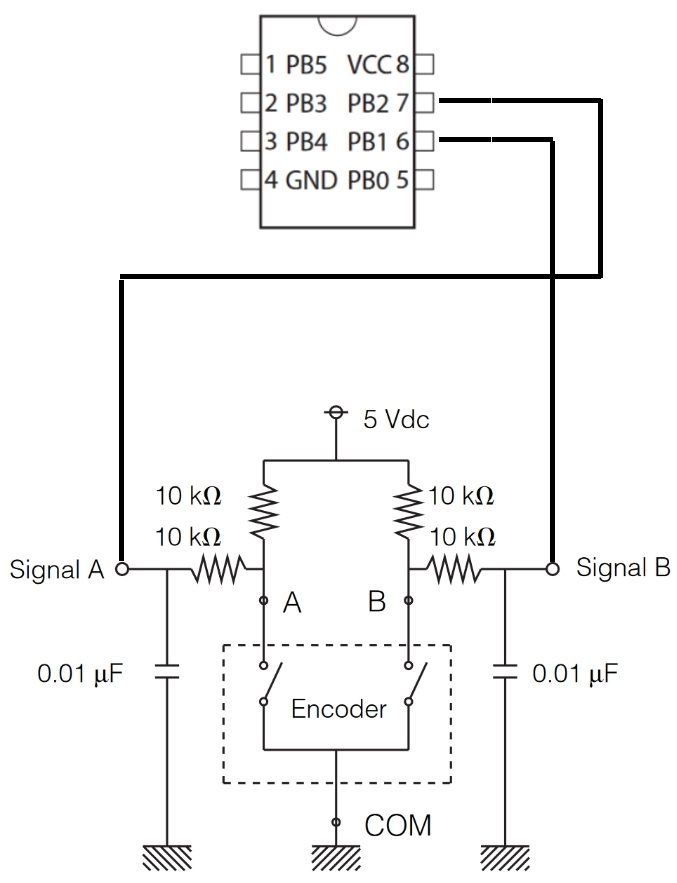 1 PB5 VCC 8
2 PB3 PB2 7
3 PB4 PB1 6
4 GND PB0 5
5 Vdc
10 kΩ
10 kΩ
10 kΩ
10 kΩ
Signal A
Signal B
A
B
0.01 µF
0.01 µF
Encoder
COM